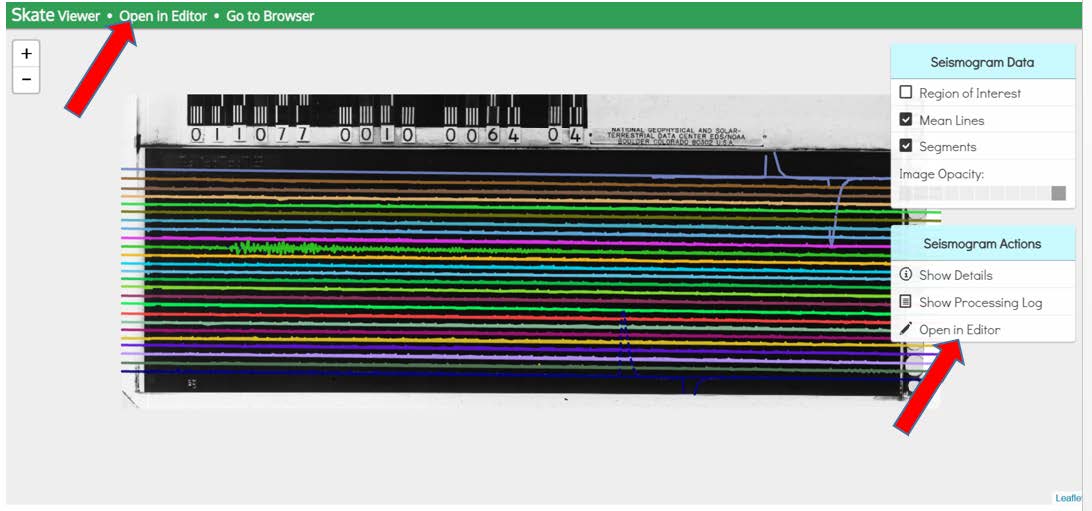 Skate Viewer • Open in Editor • Go to Browser
+
−
Seismogram Data
Region of Interest
Mean Lines
Segments
Image Opacity:
Seismogram Actions
Show Details
Show Processing Log
Open in Editor
011077 0010 0064 04
NATIONAL GEOPHYSICAL AND SOLAR-
TERRESTRIAL DATA CENTER EDS/NOAA
BOULDER COLORADO 80302 U.S.A.
Leafle